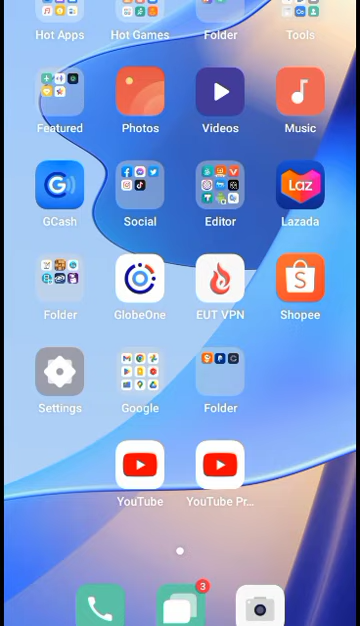 Hot Apps
Hot Games
Folder
Tools
Featured
Photos
Videos
Music
GCash
Social
Editor
Laz
Lazada
Folder
GlobeOne
EUT VPN
Shopee
Settings
Google
Folder
YouTube
YouTube Pr...
3